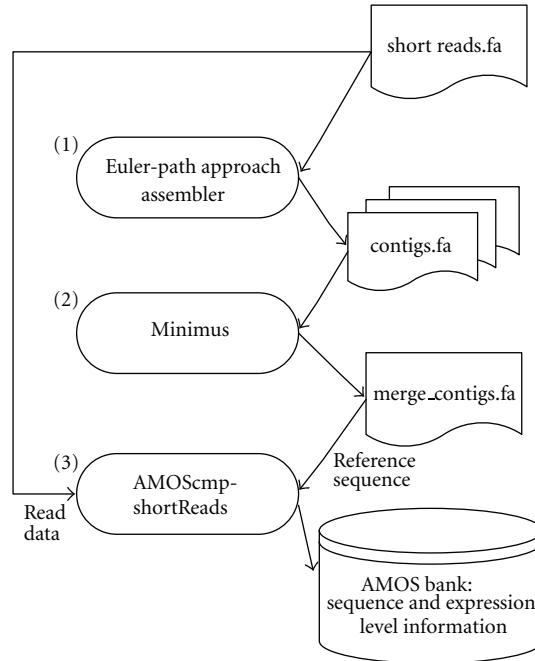 short reads.fa
(1)
Euler-path approach
assembler
contigs.fa
(2)
Minimus
merge_contigs.fa
(3)
AMOScmp-
shortReads
Reference
sequence
Read
data
AMOS bank:
sequence and expression
level information